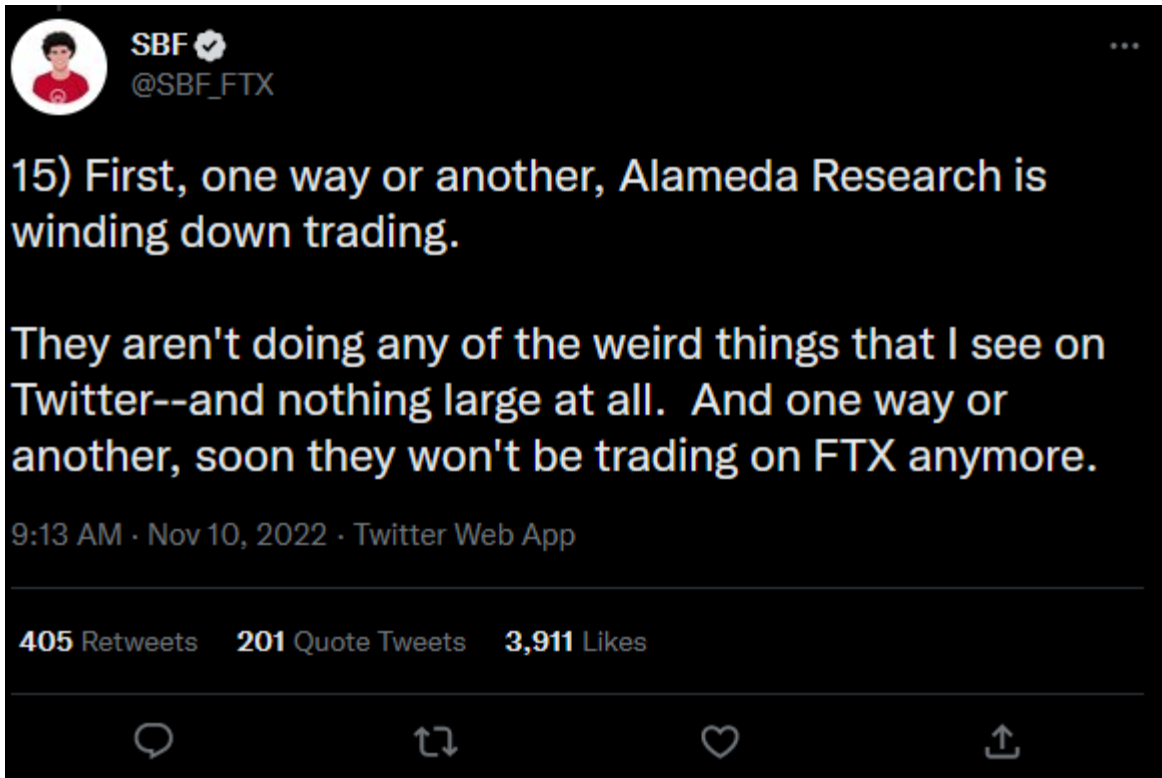 SBF
@SBF_FTX
15) First, one way or another, Alameda Research is
winding down trading.
They aren't doing any of the weird things that I see on
Twitter--and nothing large at all.  And one way or
another, soon they won't be trading on FTX anymore.
9:13 AM · Nov 10, 2022 · Twitter Web App
405 Retweets 201 Quote Tweets 3,911 Likes